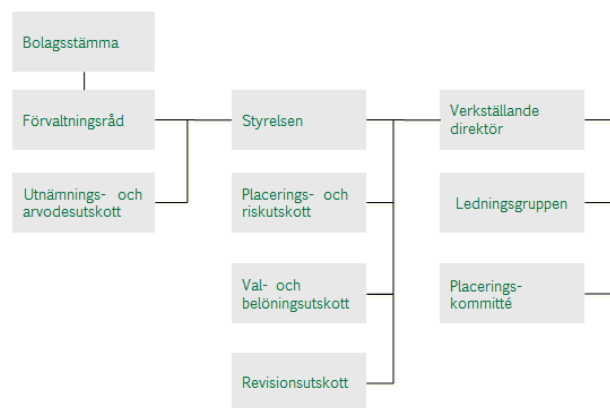 Bolagsstämma
Förvaltningsråd
Utnämnings- och
arvodesutskott
Styrelsen
Placerings- och
riskutskott
Val- och
belöningsutskott
Revisionsutskott
Verkställande
direktör
Ledningsgruppen
Placerings-
kommitté